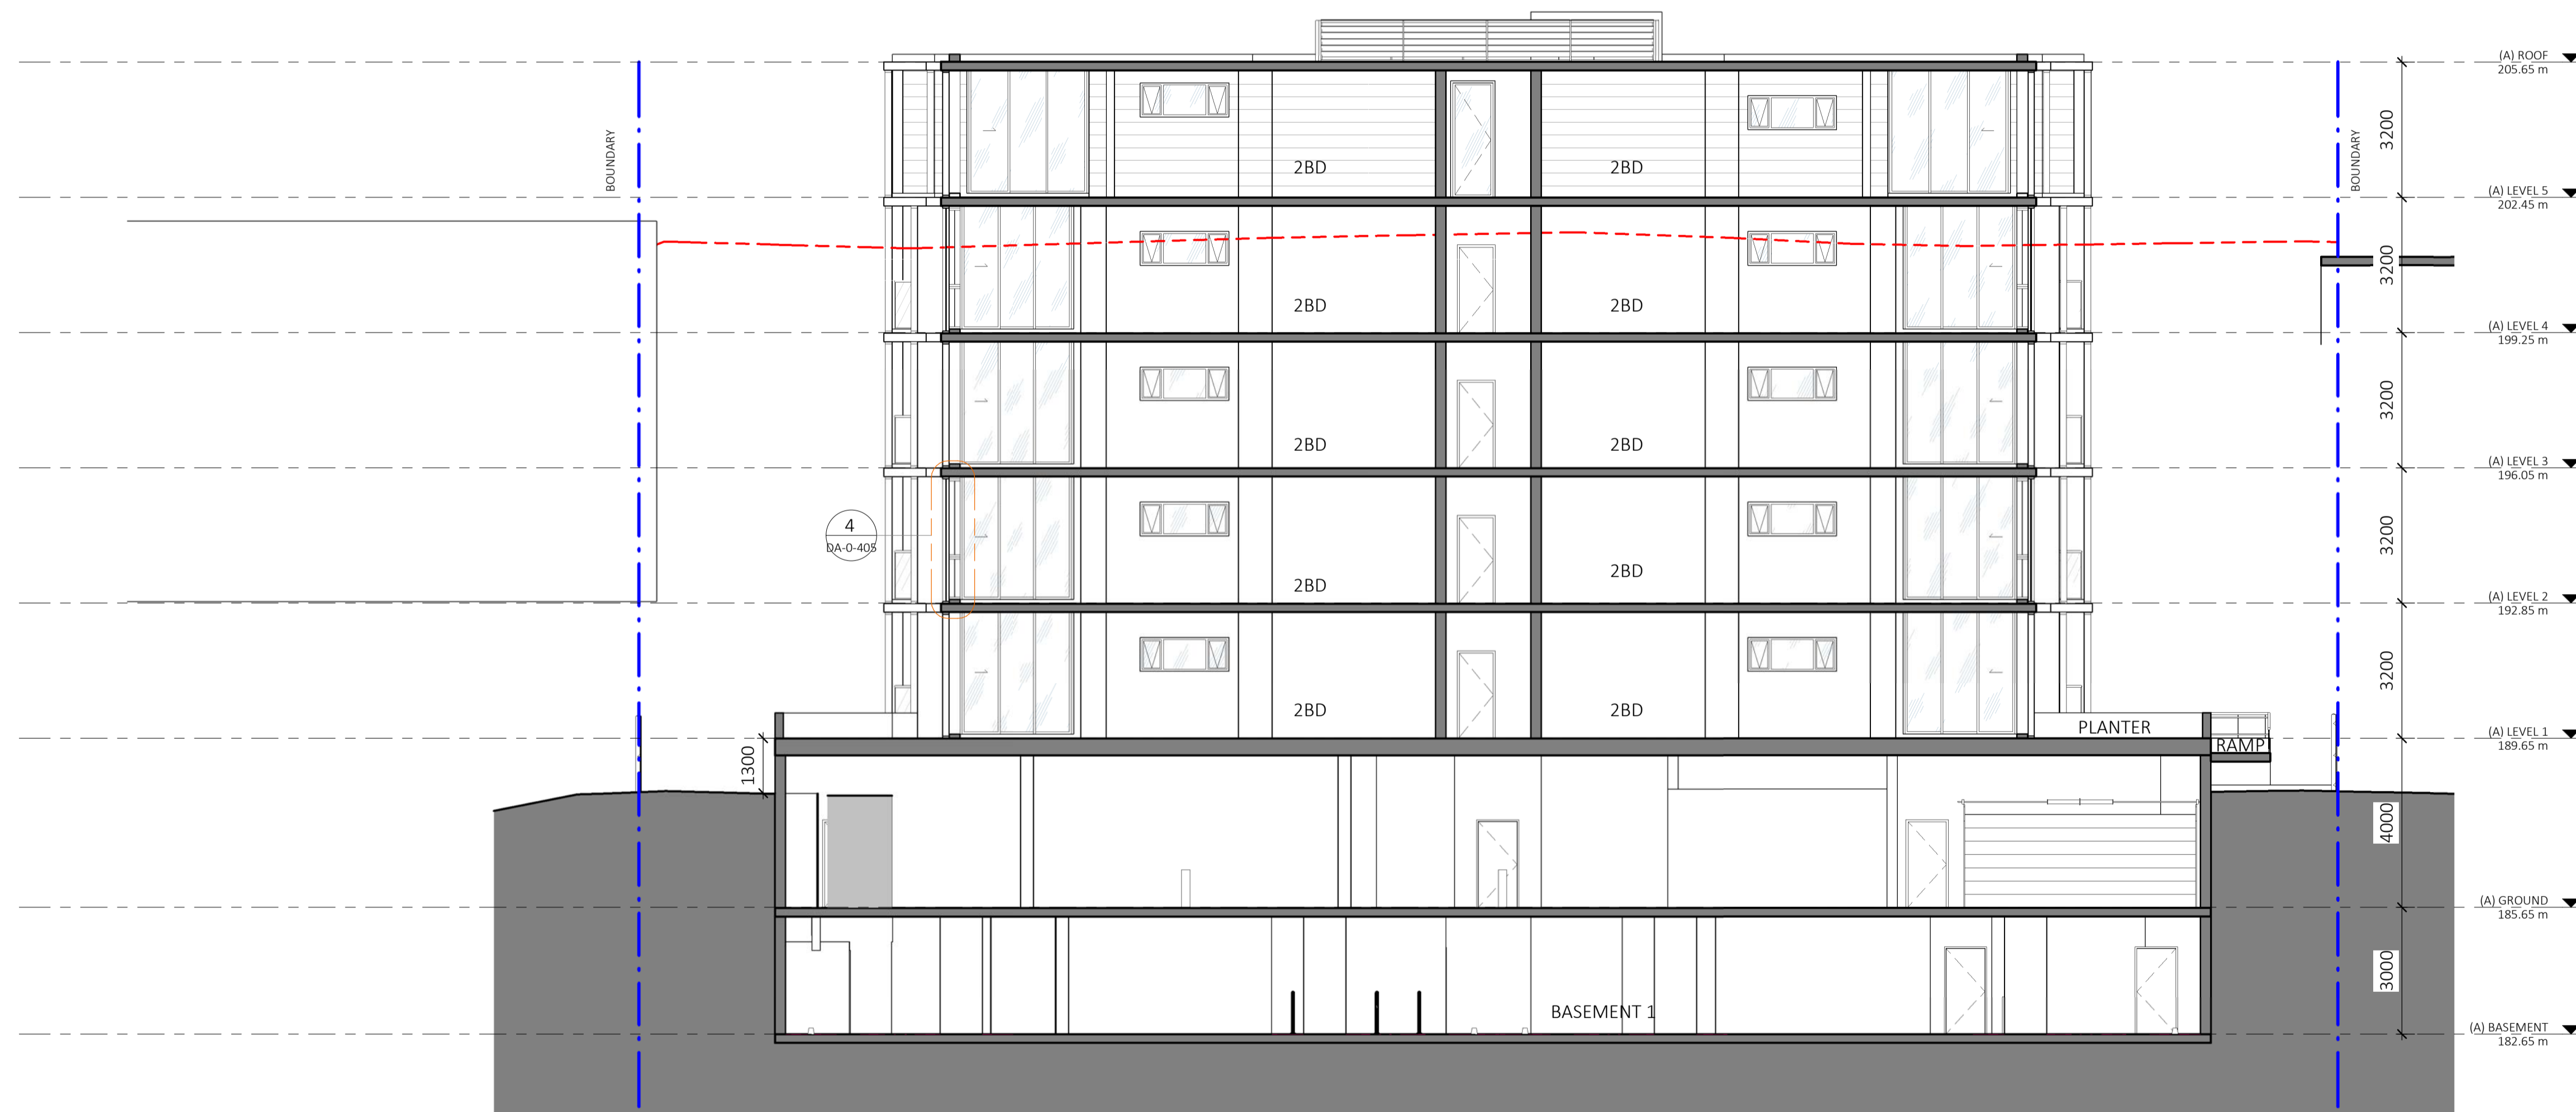 (A) ROOF
205.65 m
3200
BOUNDARY
BOUNDARY
2BD
2BD
(A) LEVEL 5
202.45 m
3200
2BD
2BD
(A) LEVEL 4
199.25 m
3200
2BD
2BD
(A) LEVEL 3
196.05 m
4
DA-0-405
3200
2BD
2BD
(A) LEVEL 2
192.85 m
3200
2BD
2BD
PLANTER
(A) LEVEL 1
189.65 m
RAMP
1300
4000
(A) GROUND
185.65 m
3000
BASEMENT 1
(A) BASEMENT
182.65 m